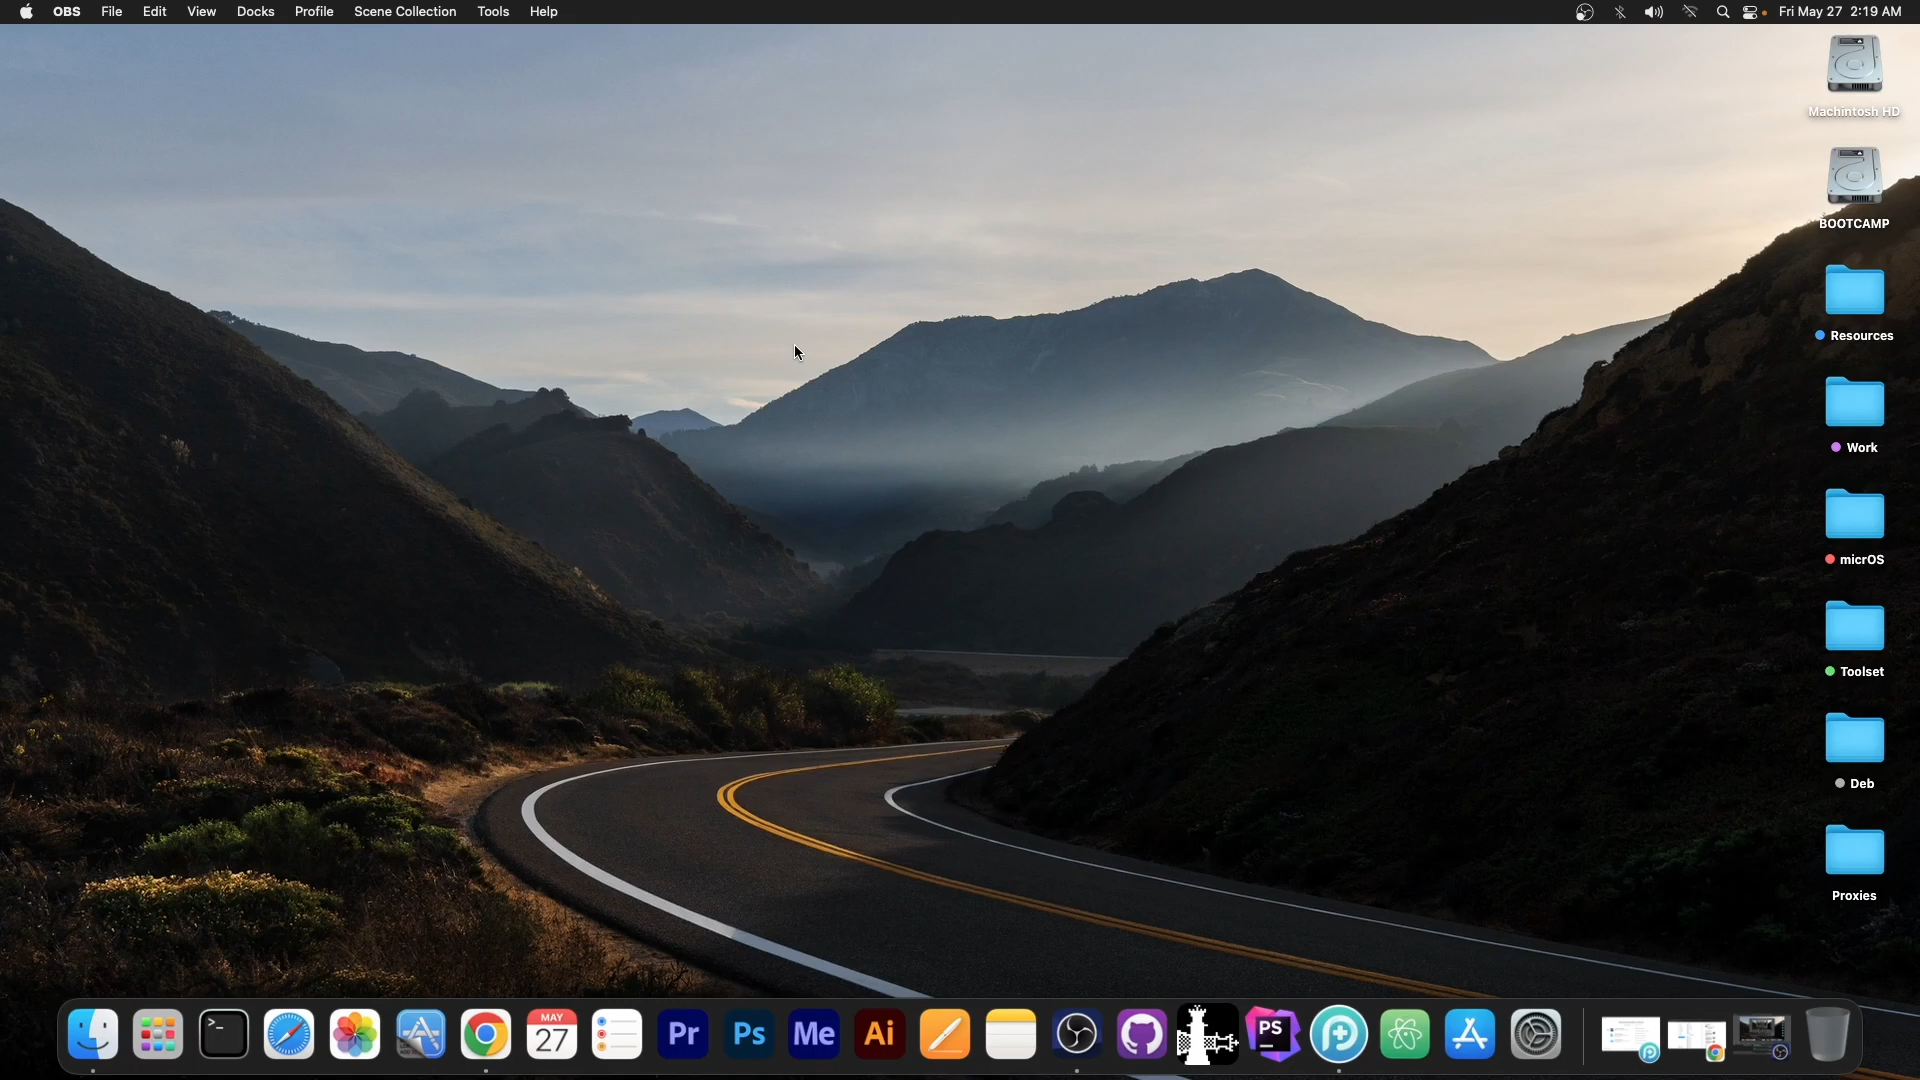 OBS File Edit View Docks Profile Scene Collection Tools Help Fri May 27 2:19 AM
Machintosh HD
BOOTCAMP
Resources
Work
micrOS
Toolset
Deb
Proxies
>_ MAY 27 Pr Ps Me Ai PS